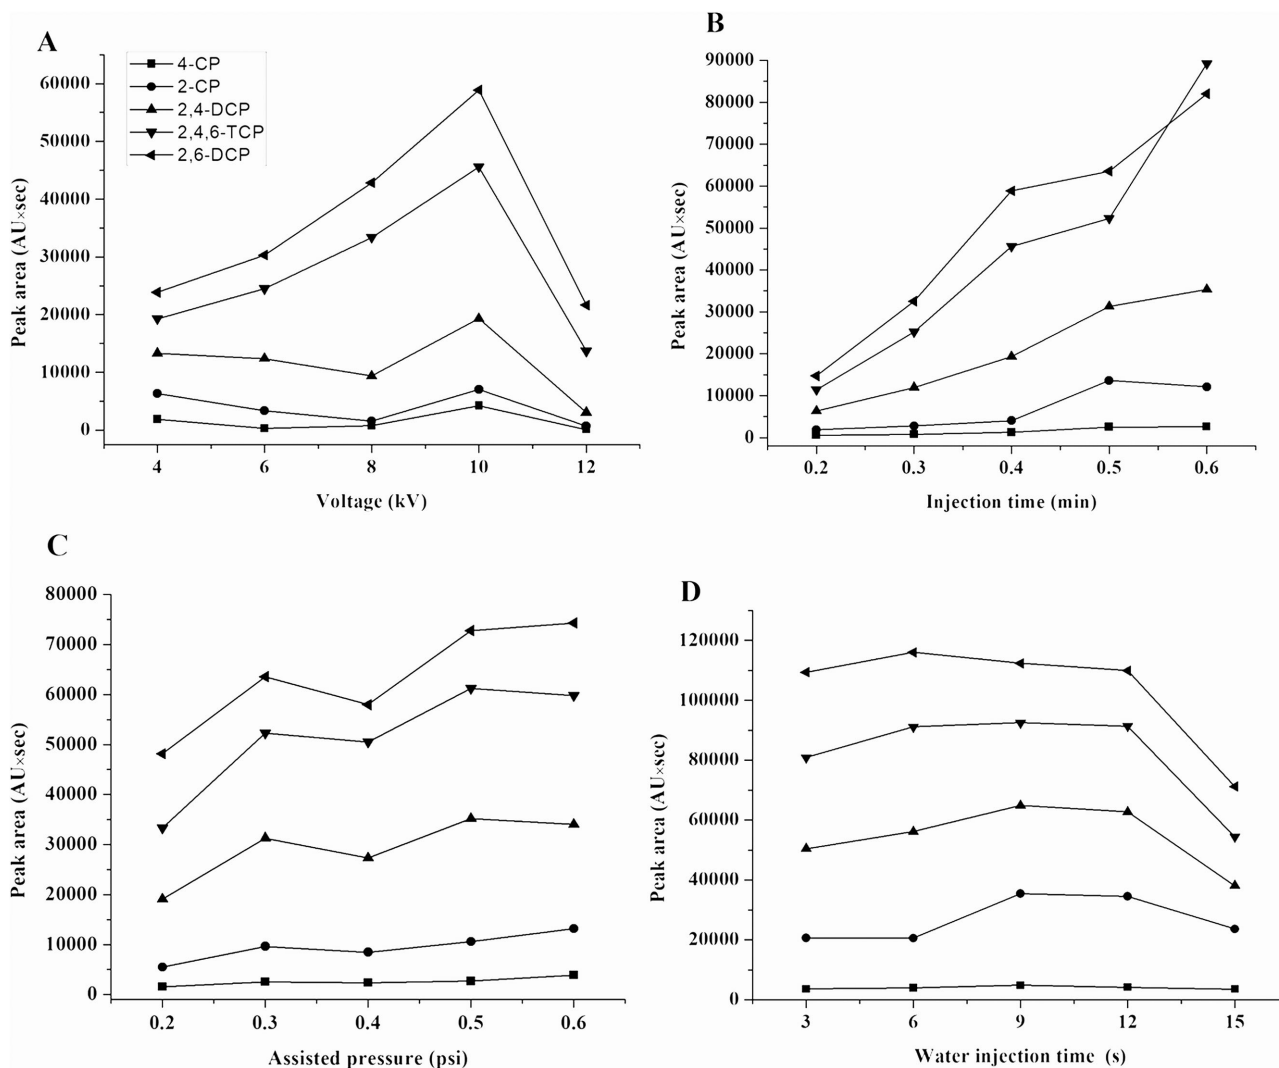 A
4-CP
2-CP
2,4-DCP
2,4,6-TCP
2,6-DCP
60000
50000
40000
30000
20000
10000
0
Peak area (AU×sec)
4 6 8 10 12
Voltage (kV)
B
90000
80000
70000
60000
50000
40000
30000
20000
10000
0
Peak area (AU×sec)
0.2 0.3 0.4 0.5 0.6
Injection time (min)
C
80000
70000
60000
50000
40000
30000
20000
10000
0
Peak area (AU×sec)
0.2 0.3 0.4 0.5 0.6
Assisted pressure (psi)
D
120000
100000
80000
60000
40000
20000
0
Peak area (AU×sec)
3 6 9 12 15
Water injection time (s)